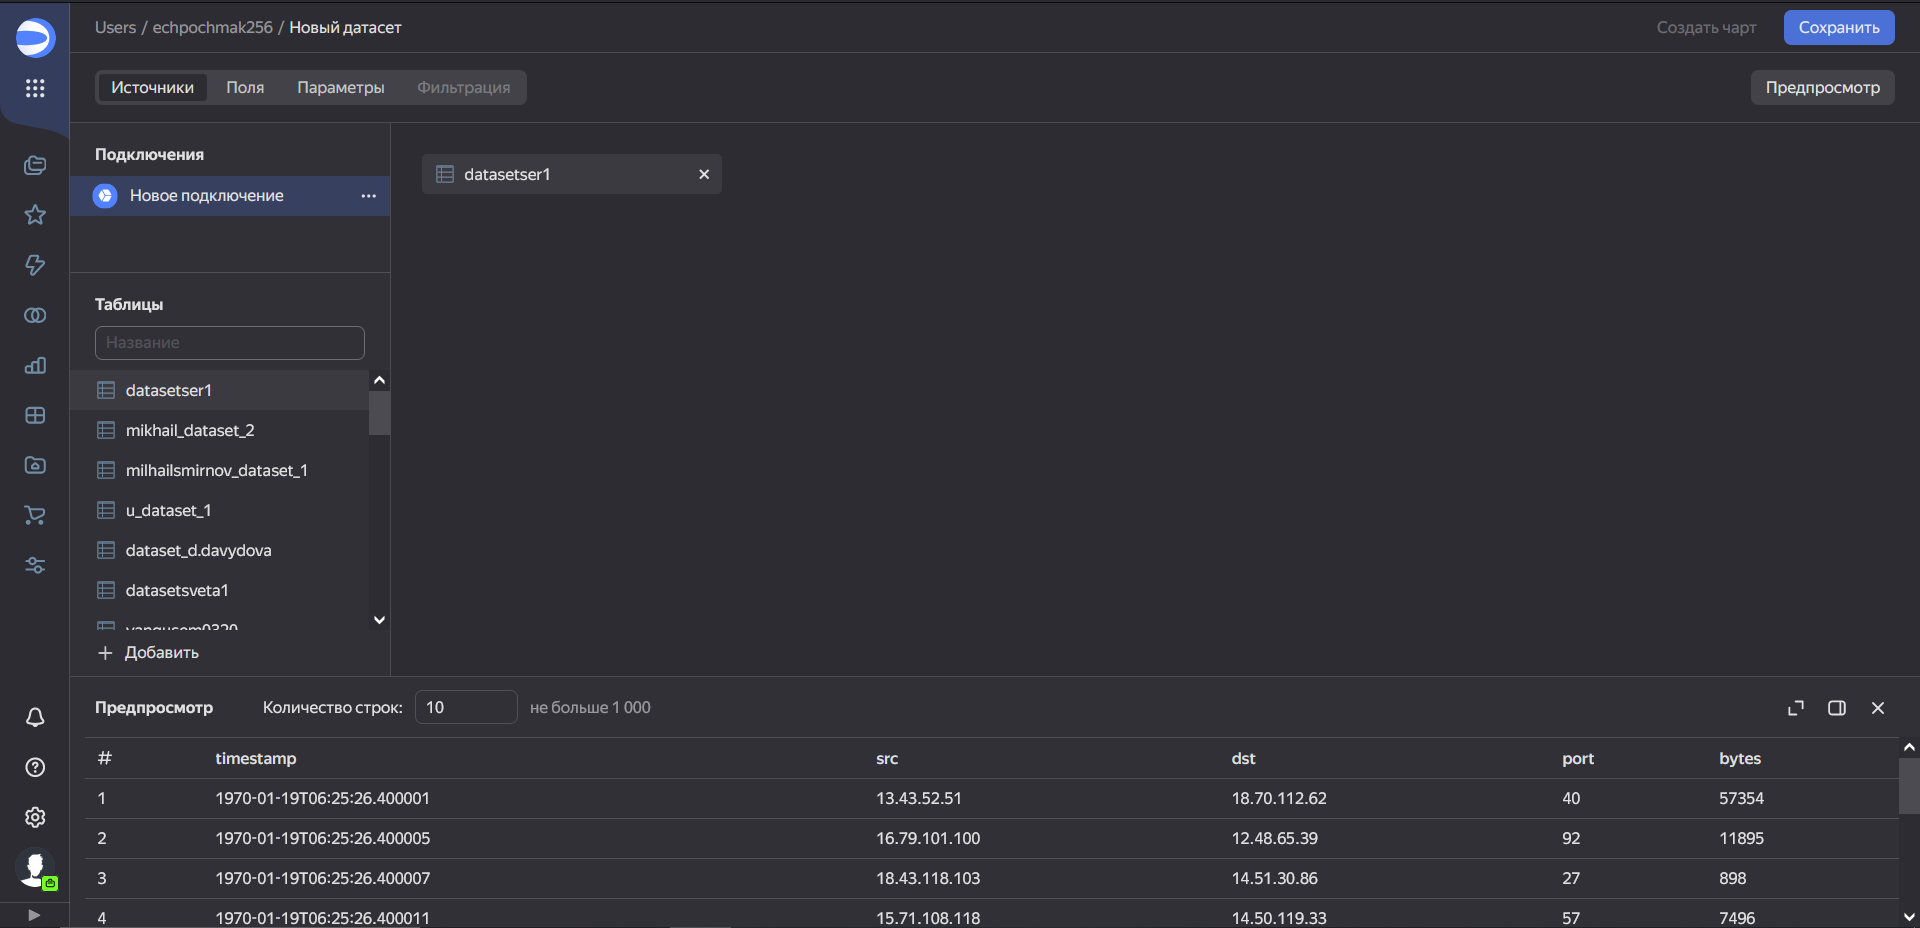 Users / echpochmak256 / Новый датасет
Создать чарт
Сохранить
Источники
Поля
Параметры
Фильтрация
Предпросмотр
Подключения
Новое подключение
datasetser1
Таблицы
Название
datasetser1
mikhail_dataset_2
milhailsmirnov_dataset_1
u_dataset_1
dataset_d.davydova
datasetsveta1
Добавить
Предпросмотр
Количество строк: 10 не больше 1 000
# timestamp src dst port bytes
1 1970-01-19T06:25:26.400001 13.43.52.51 18.70.112.62 40 57354
2 1970-01-19T06:25:26.400005 16.79.101.100 12.48.65.39 92 11895
3 1970-01-19T06:25:26.400007 18.43.118.103 14.51.30.86 27 898
4 1970-01-19T06:25:26.400011 15.71.108.118 14.50.119.33 57 7496